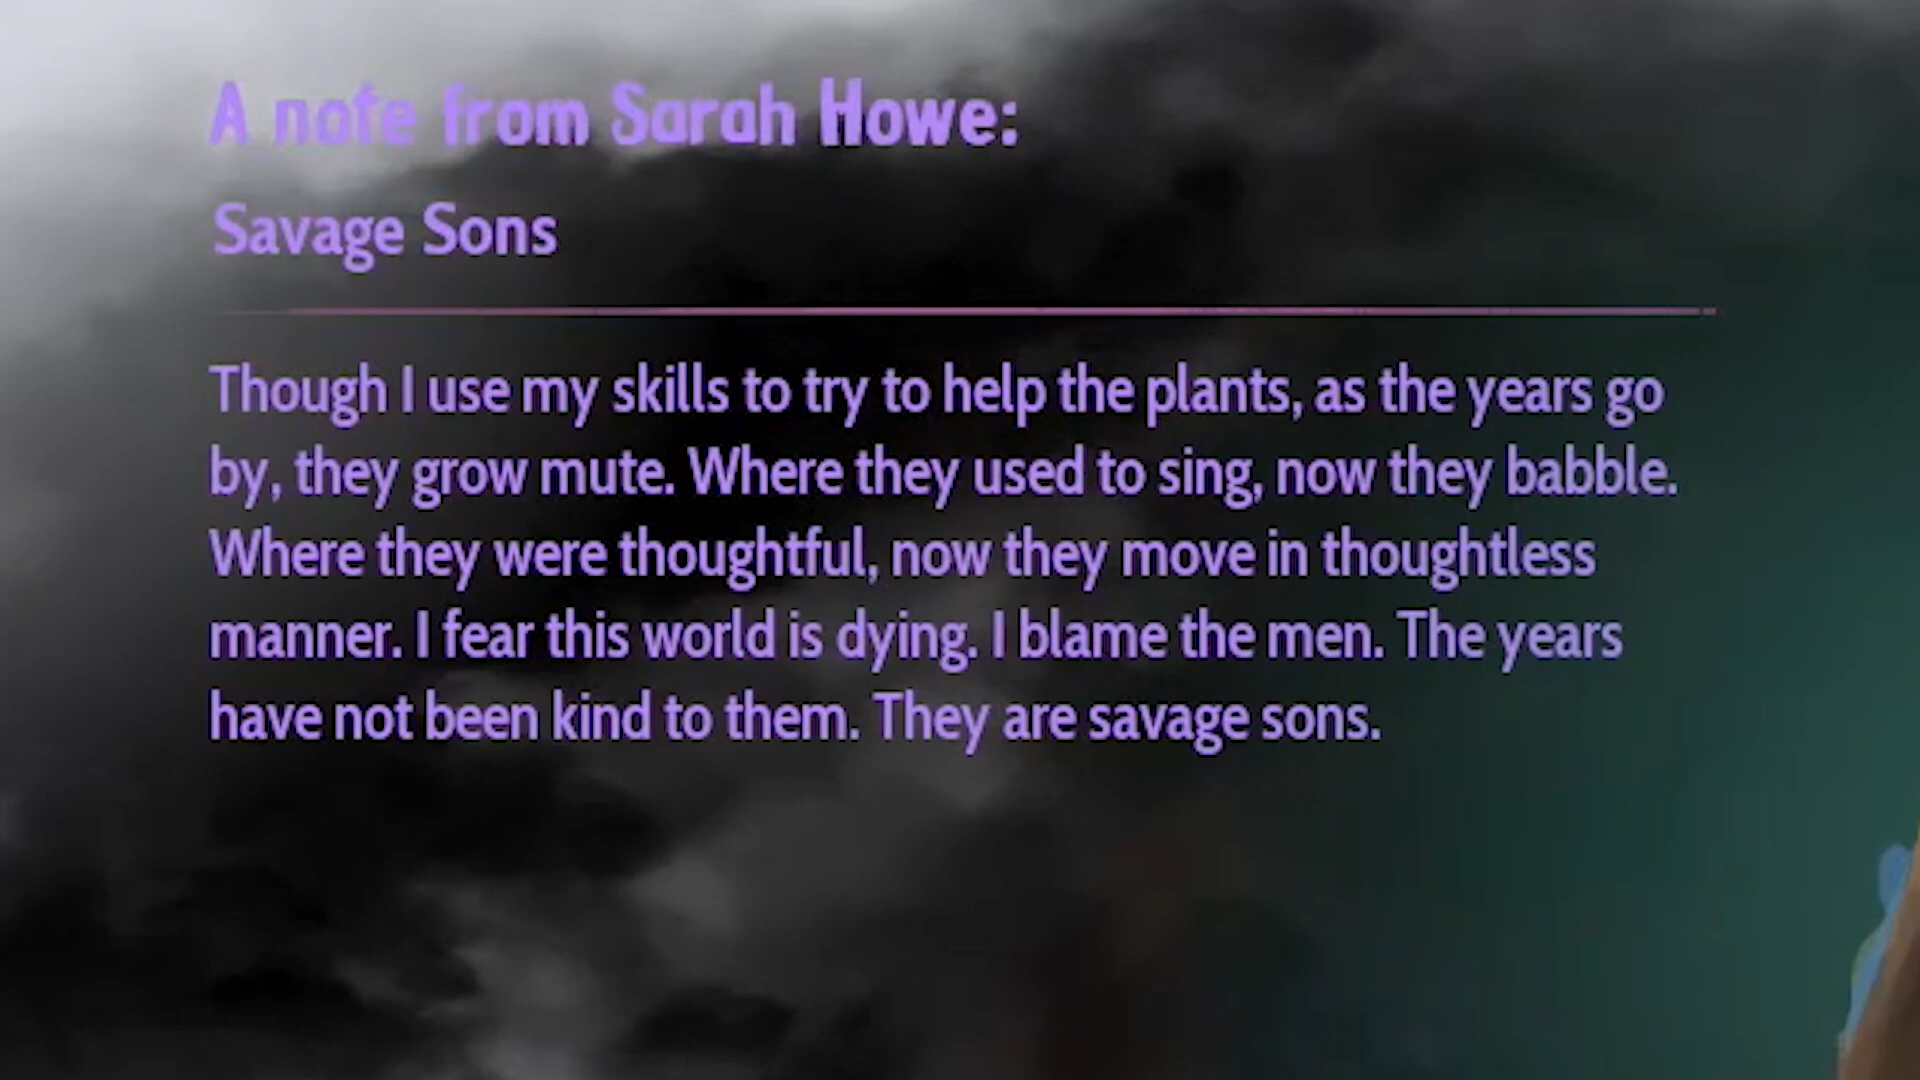 A note from Sarah Howe:
Savage Sons
Though I use my skills to try to help the plants, as the years go
by, they grow mute. Where they used to sing, now they babble.
Where they were thoughtful, now they move in thoughtless
manner. I fear this world is dying. I blame the men. The years
have not been kind to them. They are savage sons.